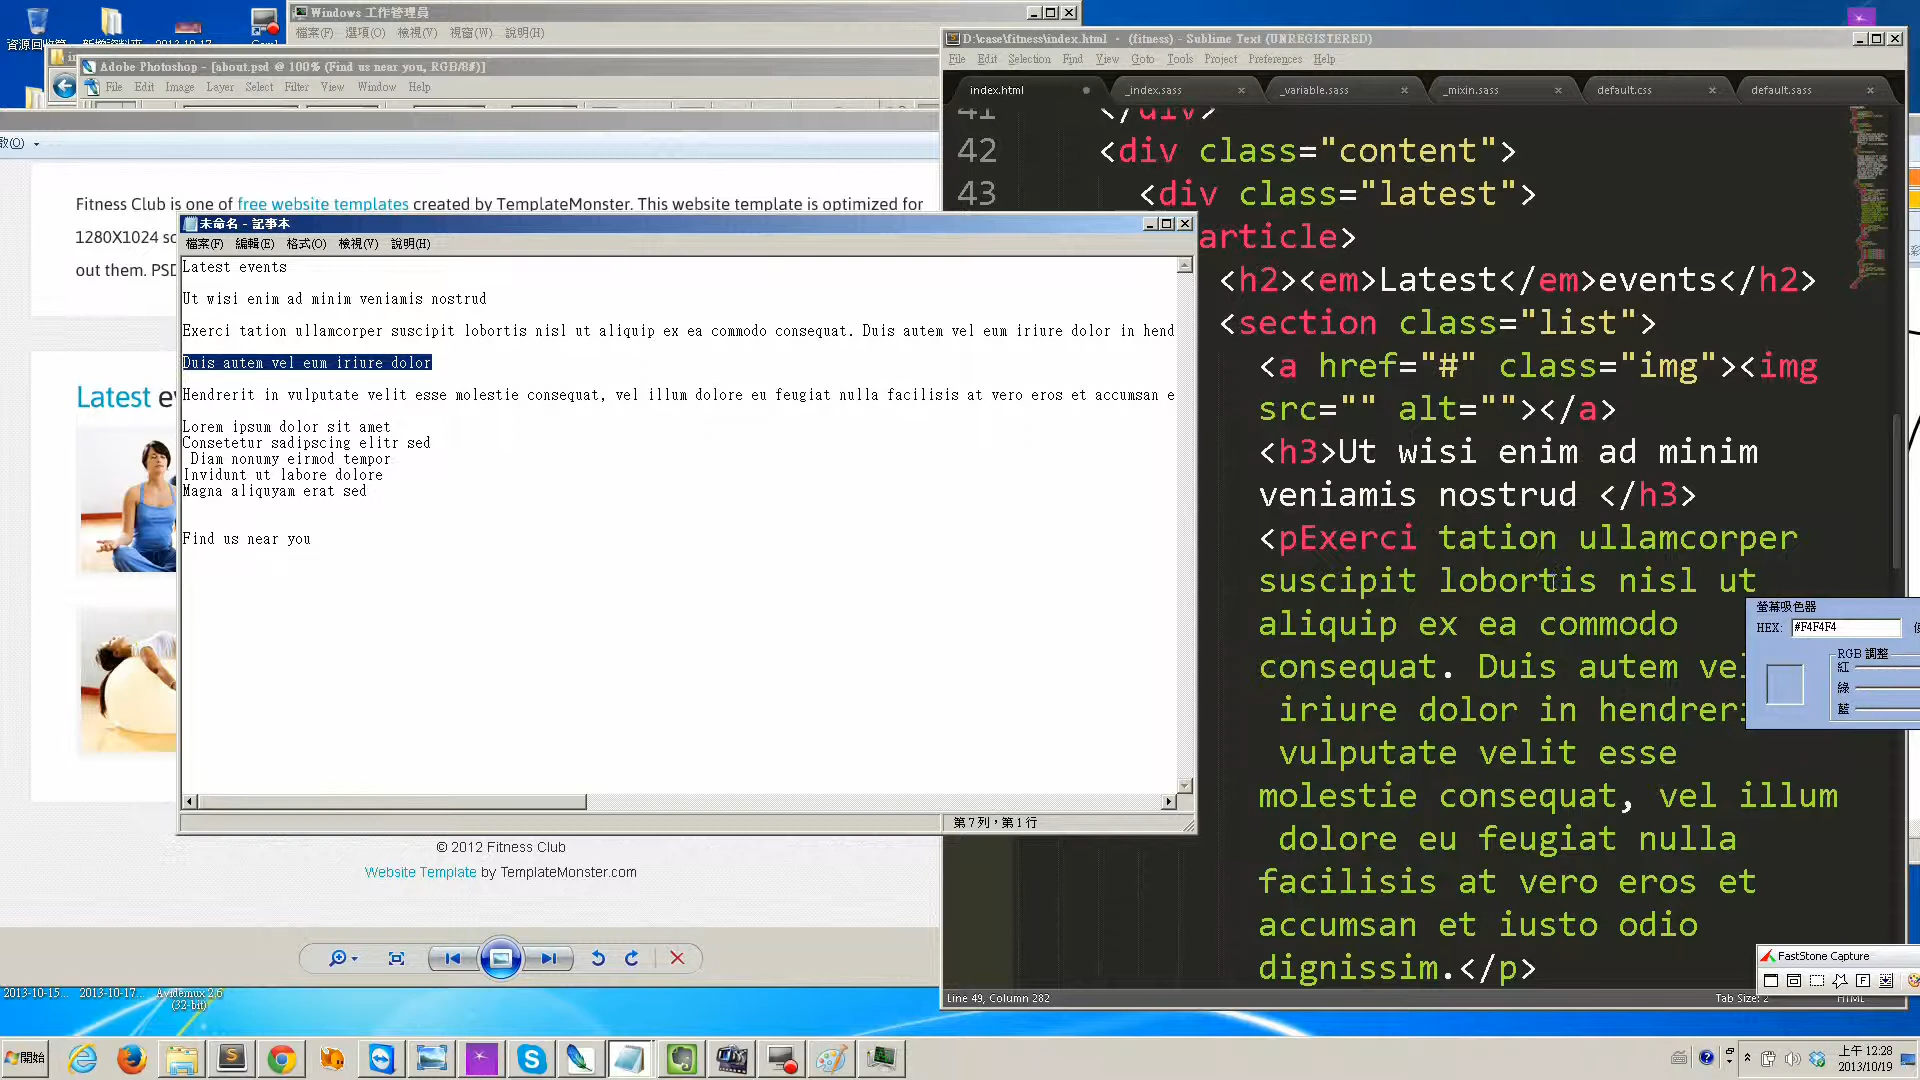 Windows 工作管理員
檔案(F) 選項(O) 檢視(V) 視窗(W) 說明(H)
2013-10-17
Adobe Photoshop - [about.psd @ 100% (Find us near you, RGB/8#)]
File Edit Image Layer Select Filter View Window Help
Fitness Club is one of free website templates created by TemplateMonster. This website template is optimized for
1280X1024 sc
out them. PSD
Latest ev
未命名 - 記事本
檔案(F) 編輯(E) 格式(O) 檢視(V) 說明(H)
Latest events
Ut wisi enim ad minim veniamis nostrud
Exerci tation ullamcorper suscipit lobortis nisl ut aliquip ex ea commodo consequat. Duis autem vel eum iriure dolor in hend
Duis autem vel eum iriure dolor
Hendrerit in vulputate velit esse molestie consequat, vel illum dolore eu feugiat nulla facilisis at vero eros et accumsan e
Lorem ipsum dolor sit amet
Consetetur sadipscing elitr sed
Diam nonumy eirmod tempor
Invidunt ut labore dolore
Magna aliquyam erat sed
Find us near you
第 7 列，第 1 行
© 2012 Fitness Club
Website Template by TemplateMonster.com
2013-10-15... 2013-10-17... Avidemux 2.6
(32-bit)
D:\case\fitness\index.html - (fitness) - Sublime Text (UNREGISTERED)
File Edit Selection Find View Goto Tools Project Preferences Help
index.html _index.sass _variable.sass _mixin.sass default.css default.sass
41 </div>
42 <div class="content">
43 <div class="latest">
article>
<h2><em>Latest</em>events</h2>
<section class="list">
<a href="#" class="img"><img
src="" alt=""></a>
<h3>Ut wisi enim ad minim
veniamis nostrud </h3>
<pExerci tation ullamcorper
suscipit lobortis nisl ut
aliquip ex ea commodo
consequat. Duis autem vel
iriure dolor in hendreri
vulputate velit esse
molestie consequat, vel illum
dolore eu feugiat nulla
facilisis at vero eros et
accumsan et iusto odio
dignissim.</p>
Line 49, Column 282 Tab Size: 2 HTML
螢幕吸色器
HEX: #F4F4F4
RGB 調整
紅
綠
藍
FastStone Capture
開始
上午 12:28
2013/10/19